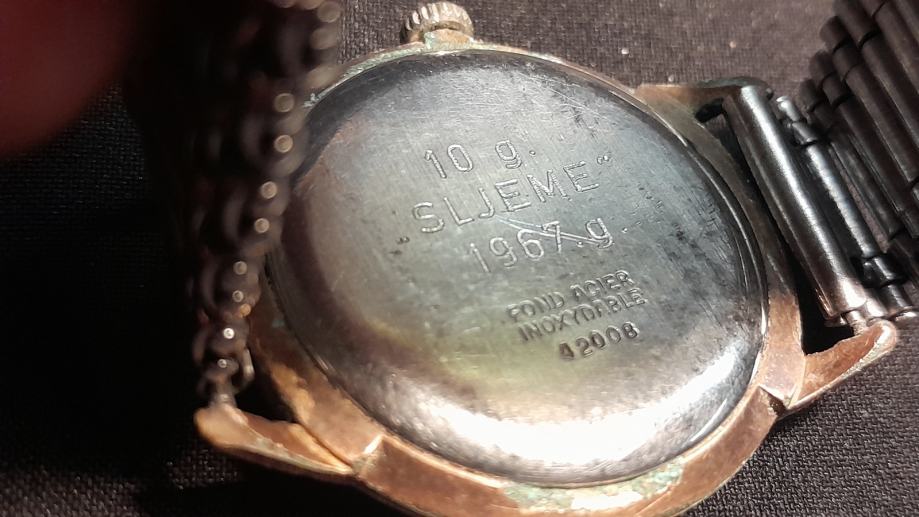 10 g.
„SLJEME“
1967.g.
FOND ACIER
INOXYDABLE
42008